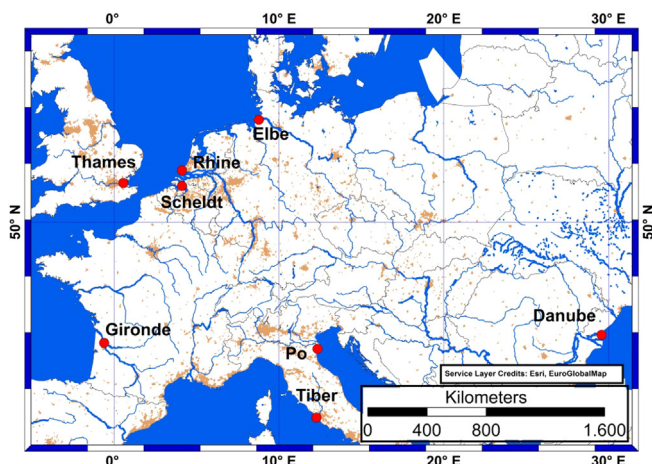 0° 10° E 20° E 30° E
Elbe
Thames
Rhine
Scheldt
50° N
50° N
Gironde
Danube
Po
Service Layer Credits: Esri, EuroGlobalMap
Tiber
Kilometers
0 400 800 1.600
0° 10° E 20° E 30° E